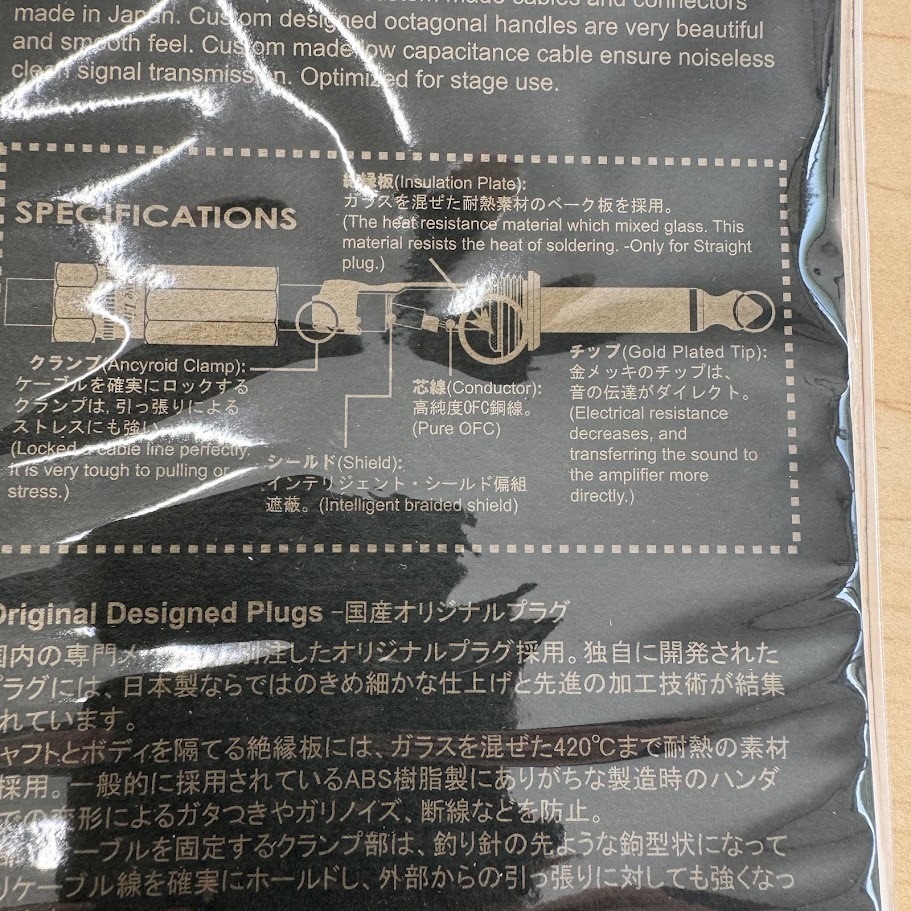 made cables and connectors
made in Japan. Custom designed octagonal handles are very beautiful
and smooth feel. Custom made low capacitance cable ensure noiseless
clean signal transmission. Optimized for stage use.
SPECIFICATIONS
絶縁板(Insulation Plate):
ガラスを混ぜた耐熱素材のベーク板を採用。
(The heat resistance material which mixed glass. This
material resists the heat of soldering. -Only for Straight
plug.)
クランプ(Ancyroid Clamp):
ケーブルを確実にロックする
クランプは, 引っ張りによる
ストレスにも強い
(Locked cable line perfectly.
It is very tough to pulling or
stress.)
シールド(Shield):
インテリジェント・シールド偏組
遮蔽。(Intelligent braided shield)
芯線(Conductor):
高純度OFC銅線。
(Pure OFC)
チップ(Gold Plated Tip):
金メッキのチップは、
音の伝達がダイレクト。
(Electrical resistance
decreases, and
transferring the sound to
the amplifier more
directly.)
Original Designed Plugs –国産オリジナルプラグ
国内の専門メ 別注したオリジナルプラグ採用。独自に開発された
プラグには、日本製ならではのきめ細かな仕上げと先進の加工技術が結集
れています。
ャフトとボディを隔てる絶縁板には、ガラスを混ぜた420℃まで耐熱の素材
採用。一般的に採用されているABS樹脂製にありがちな製造時のハンダ
での変形によるガタつきやガリノイズ、断線などを防止。
ケーブルを固定するクランプ部は、釣り針の先ような鉤型状になって
りケーブル線を確実にホールドし、外部からの引っ張りに対しても強くなっ